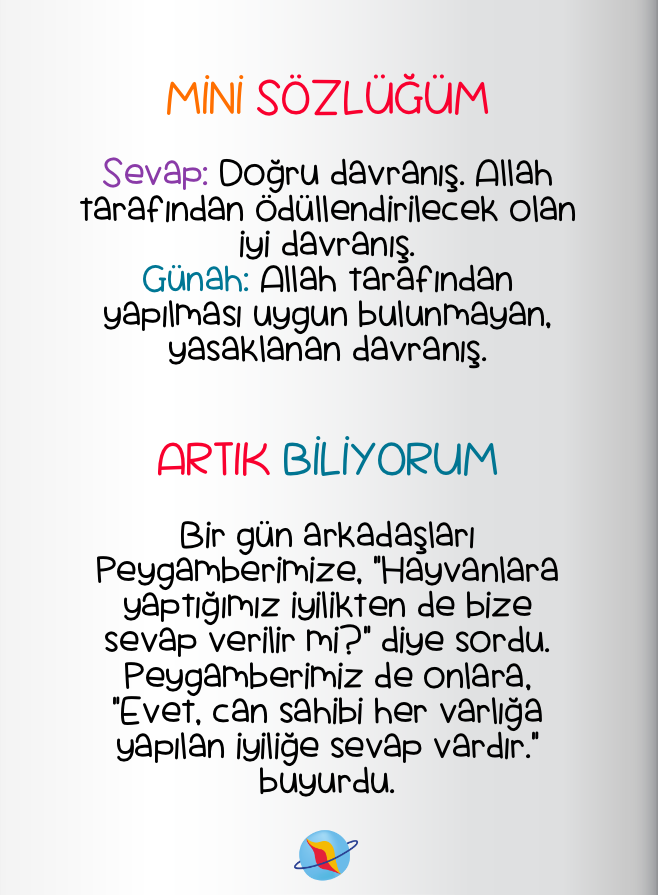 MİNİ SÖZLÜĞÜM
Sevap: Doğru davranış. Allah
tarafından ödüllendirilecek olan
iyi davranış.
Günah: Allah tarafından
yapılması uygun bulunmayan,
yasaklanan davranış.
ARTIK BİLİYORUM
Bir gün arkadaşları
Peygamberimize, "Hayvanlara
yaptığımız iyilikten de bize
sevap verilir mi?" diye sordu.
Peygamberimiz de onlara,
"Evet, can sahibi her varlığa
yapılan iyiliğe sevap vardır."
buyurdu.